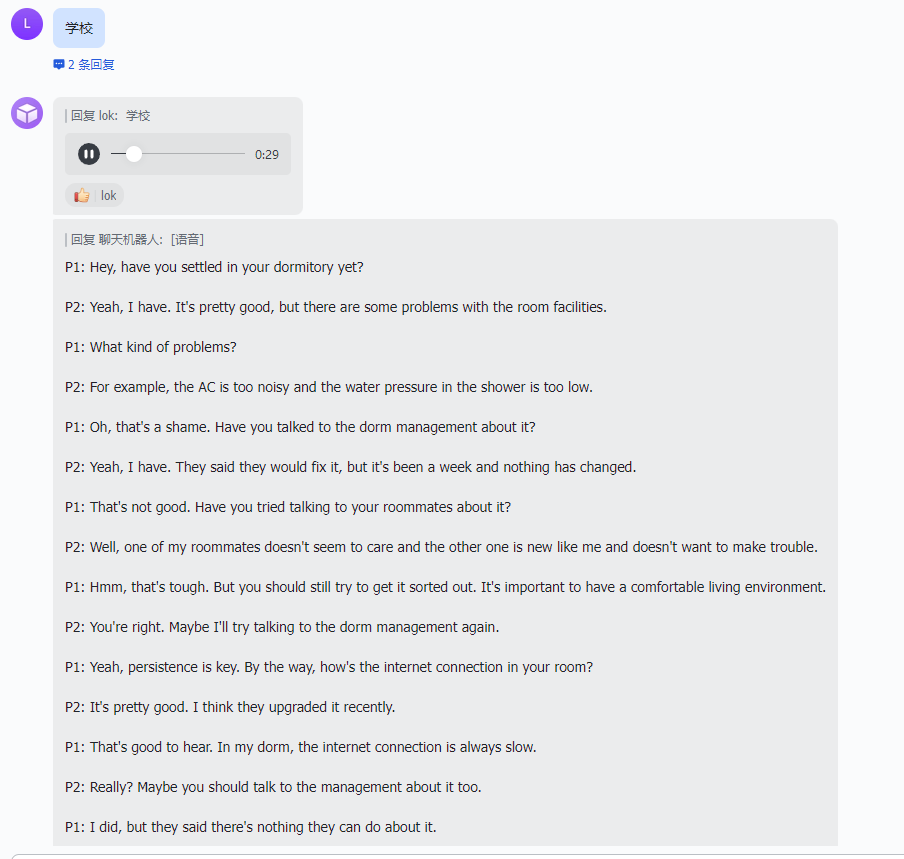 L
学校
2 条回复
| 回复 lok: 学校
0:29
lok
| 回复 聊天机器人: [语音]
P1: Hey, have you settled in your dormitory yet?
P2: Yeah, I have. It's pretty good, but there are some problems with the room facilities.
P1: What kind of problems?
P2: For example, the AC is too noisy and the water pressure in the shower is too low.
P1: Oh, that's a shame. Have you talked to the dorm management about it?
P2: Yeah, I have. They said they would fix it, but it's been a week and nothing has changed.
P1: That's not good. Have you tried talking to your roommates about it?
P2: Well, one of my roommates doesn't seem to care and the other one is new like me and doesn't want to make trouble.
P1: Hmm, that's tough. But you should still try to get it sorted out. It's important to have a comfortable living environment.
P2: You're right. Maybe I'll try talking to the dorm management again.
P1: Yeah, persistence is key. By the way, how's the internet connection in your room?
P2: It's pretty good. I think they upgraded it recently.
P1: That's good to hear. In my dorm, the internet connection is always slow.
P2: Really? Maybe you should talk to the management about it too.
P1: I did, but they said there's nothing they can do about it.